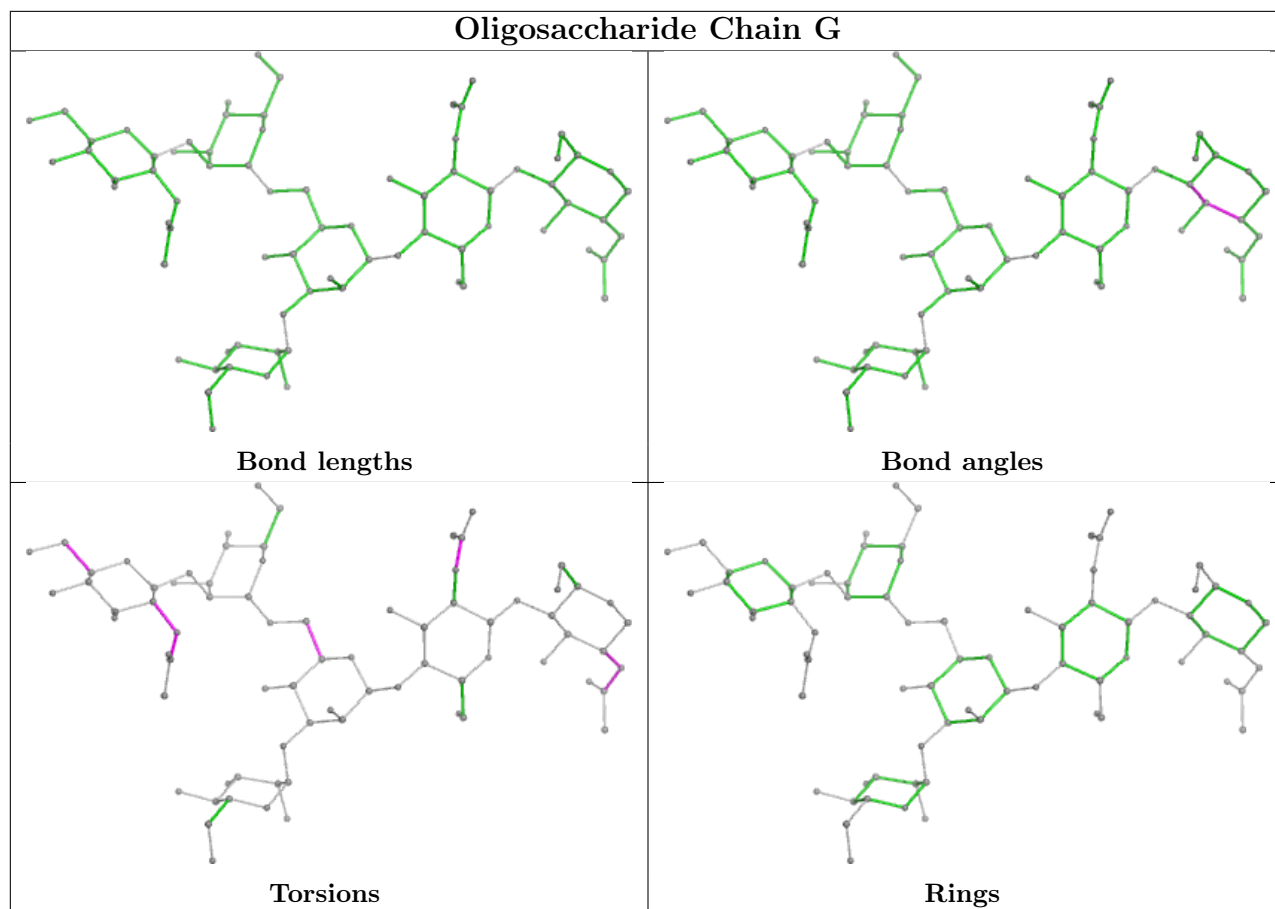 Oligosaccharide Chain G
Bond lengths
Bond angles
Torsions
Rings